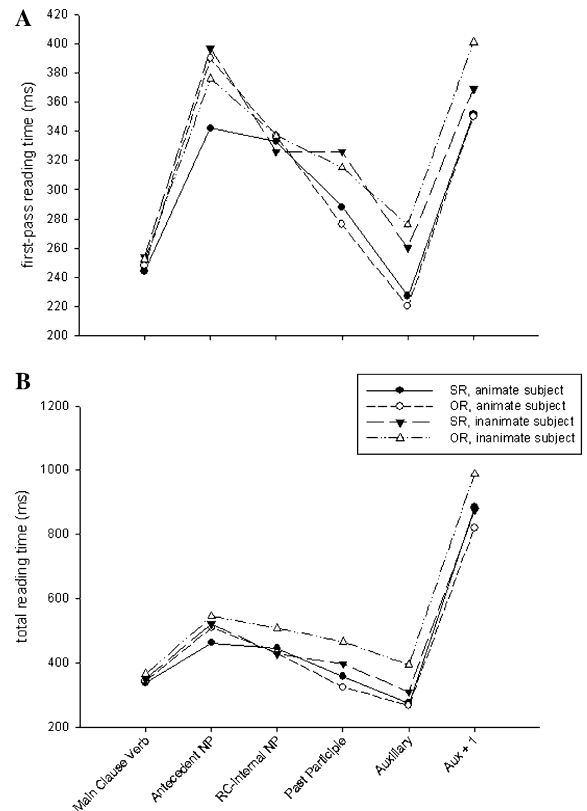 A
420
400
380
360
340
320
300
280
260
240
220
200
first-pass reading time (ms)
B
SR, animate subject
OR, animate subject
SR, inanimate subject
OR, inanimate subject
1200
1000
800
600
400
200
total reading time (ms)
Main Clause Verb
Antecedent NP
RC-Internal NP
Past Participle
Auxiliary
Aux + 1